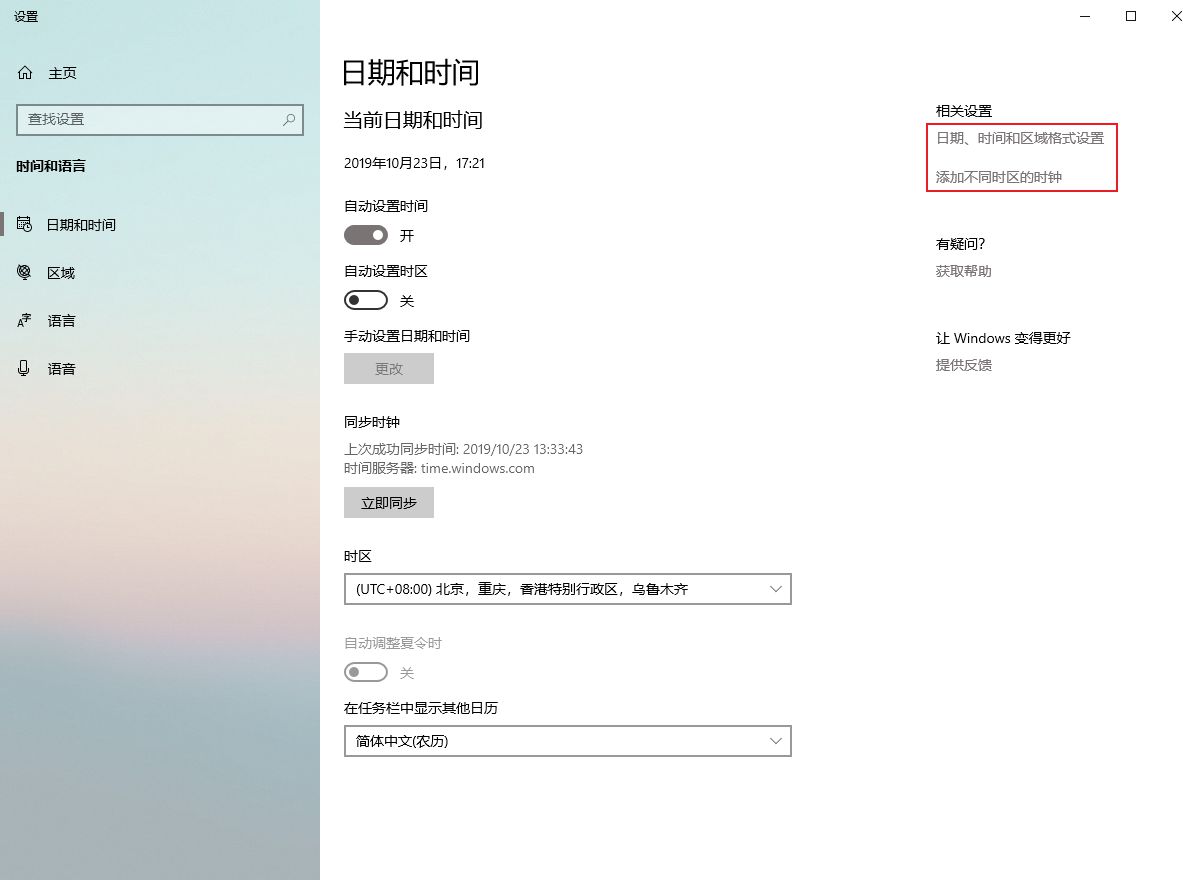 设置
主页
查找设置
时间和语言
日期和时间
区域
语言
语音
日期和时间
当前日期和时间
2019年10月23日，17:21
自动设置时间
开
自动设置时区
关
手动设置日期和时间
更改
同步时钟
上次成功同步时间: 2019/10/23 13:33:43
时间服务器: time.windows.com
立即同步
时区
(UTC+08:00) 北京，重庆，香港特别行政区，乌鲁木齐
自动调整夏令时
关
在任务栏中显示其他日历
简体中文(农历)
相关设置
日期、时间和区域格式设置
添加不同时区的时钟
有疑问?
获取帮助
让 Windows 变得更好
提供反馈